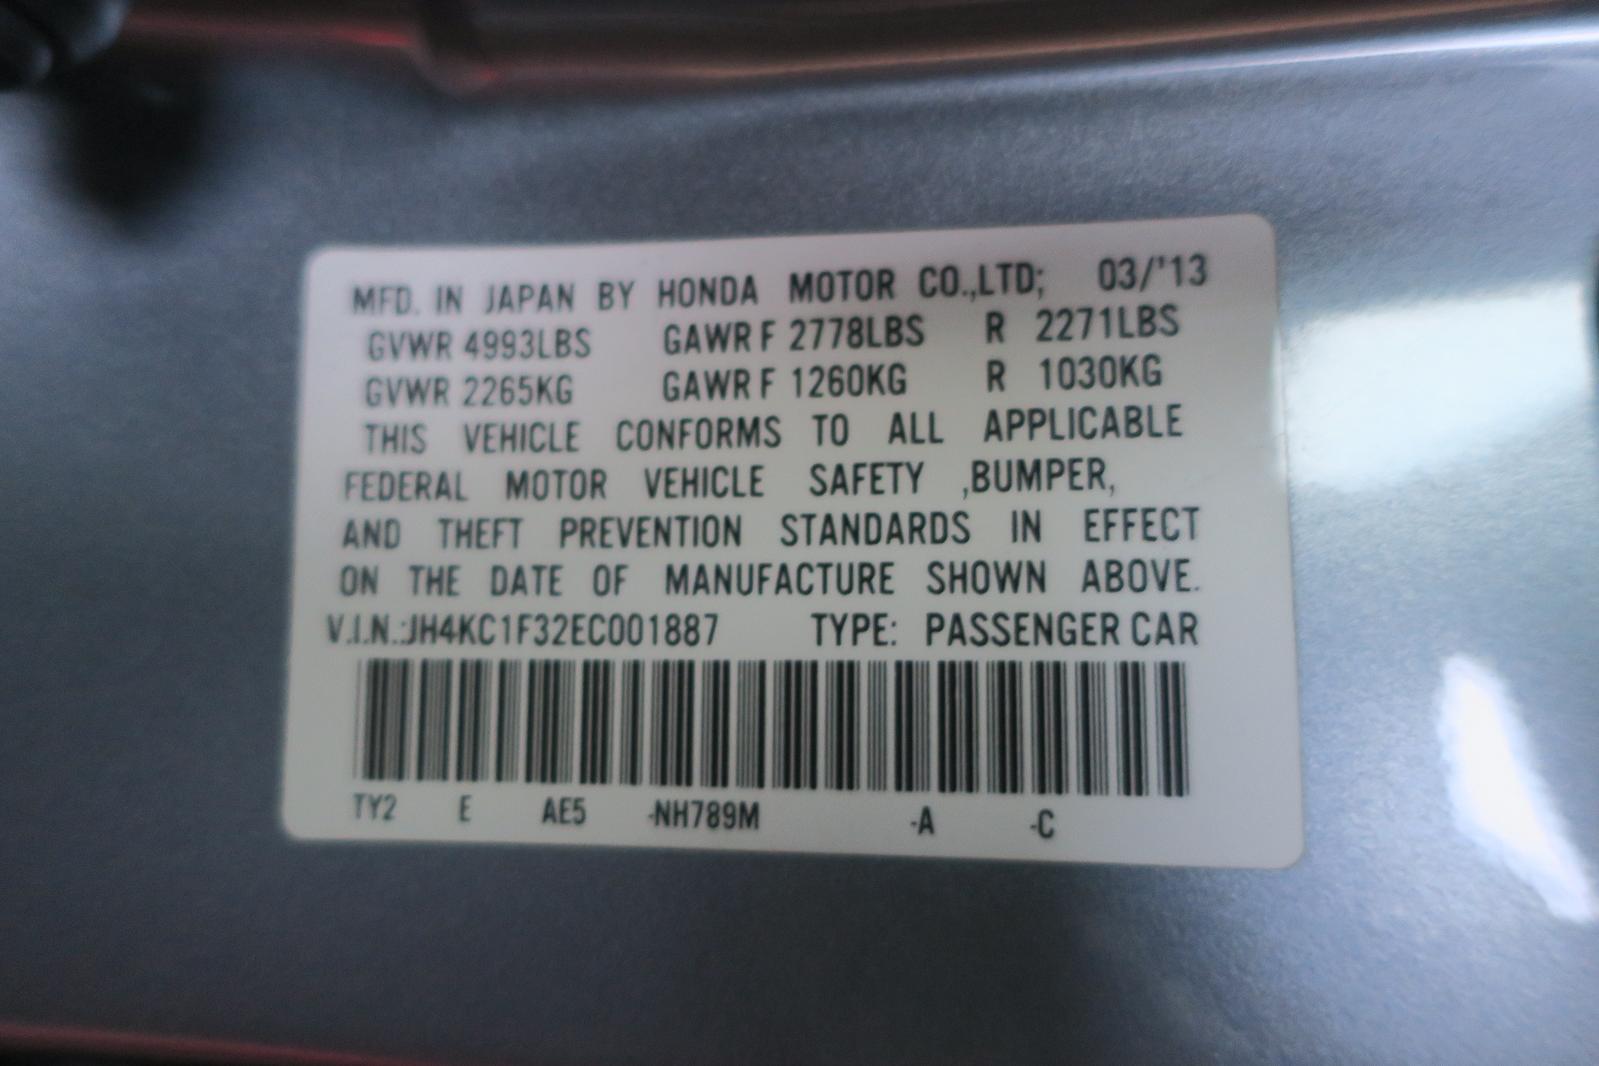 MFD. IN JAPAN BY HONDA MOTOR CO.,LTD; 03/'13
GVWR 4993LBS GAWR F 2778LBS R 2271LBS
GVWR 2265KG GAWR F 1260KG R 1030KG
THIS VEHICLE CONFORMS TO ALL APPLICABLE
FEDERAL MOTOR VEHICLE SAFETY ,BUMPER,
AND THEFT PREVENTION STANDARDS IN EFFECT
ON THE DATE OF MANUFACTURE SHOWN ABOVE.
V.I.N.:JH4KC1F32EC001887 TYPE: PASSENGER CAR
TY2 E AE5 -NH789M -A -C